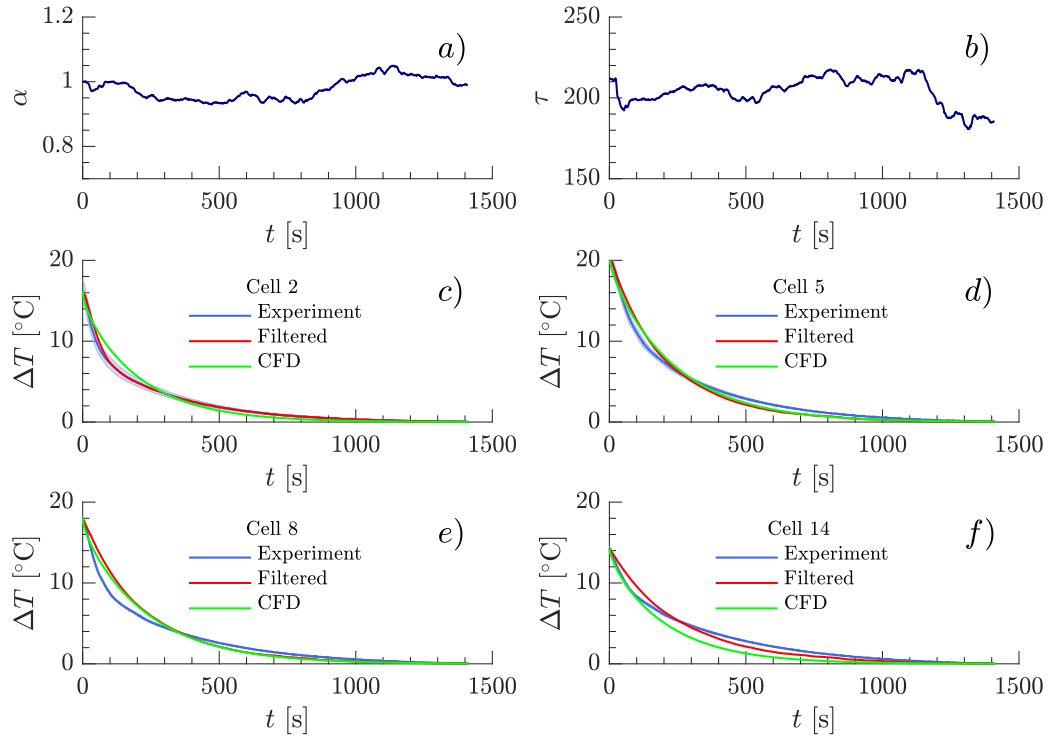 1.2
1
0.8
α
a)
0 500 1000 1500
t [s]
250
200
150
τ
b)
0 500 1000 1500
t [s]
20
10
0
ΔT [°C]
Cell 2
Experiment
Filtered
CFD
c)
0 500 1000 1500
t [s]
20
10
0
ΔT [°C]
Cell 5
Experiment
Filtered
CFD
d)
0 500 1000 1500
t [s]
20
10
0
ΔT [°C]
Cell 8
Experiment
Filtered
CFD
e)
0 500 1000 1500
t [s]
20
10
0
ΔT [°C]
Cell 14
Experiment
Filtered
CFD
f)
0 500 1000 1500
t [s]